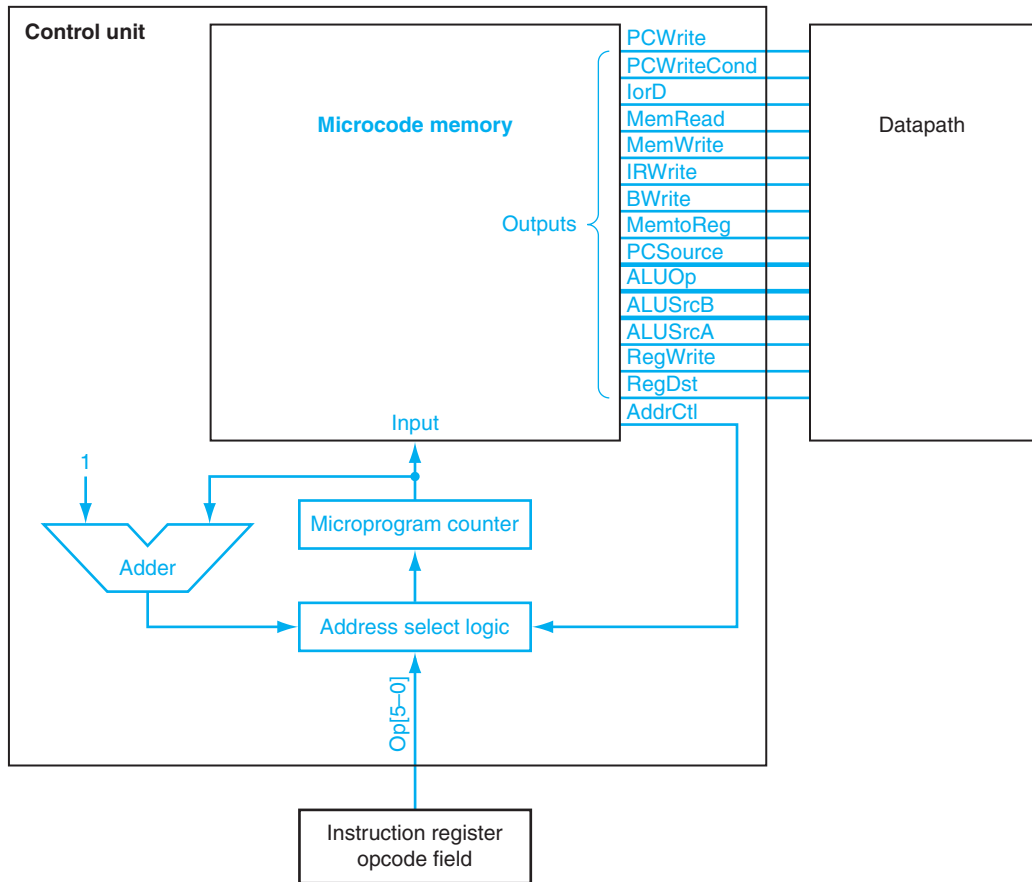 Control unit
Microcode memory
Outputs
Input
PCWrite
PCWriteCond
IorD
MemRead
MemWrite
IRWrite
BWrite
MemtoReg
PCSource
ALUOp
ALUSrcB
ALUSrcA
RegWrite
RegDst
AddrCtl
Datapath
1
Adder
Microprogram counter
Address select logic
Op[5–0]
Instruction register
opcode field